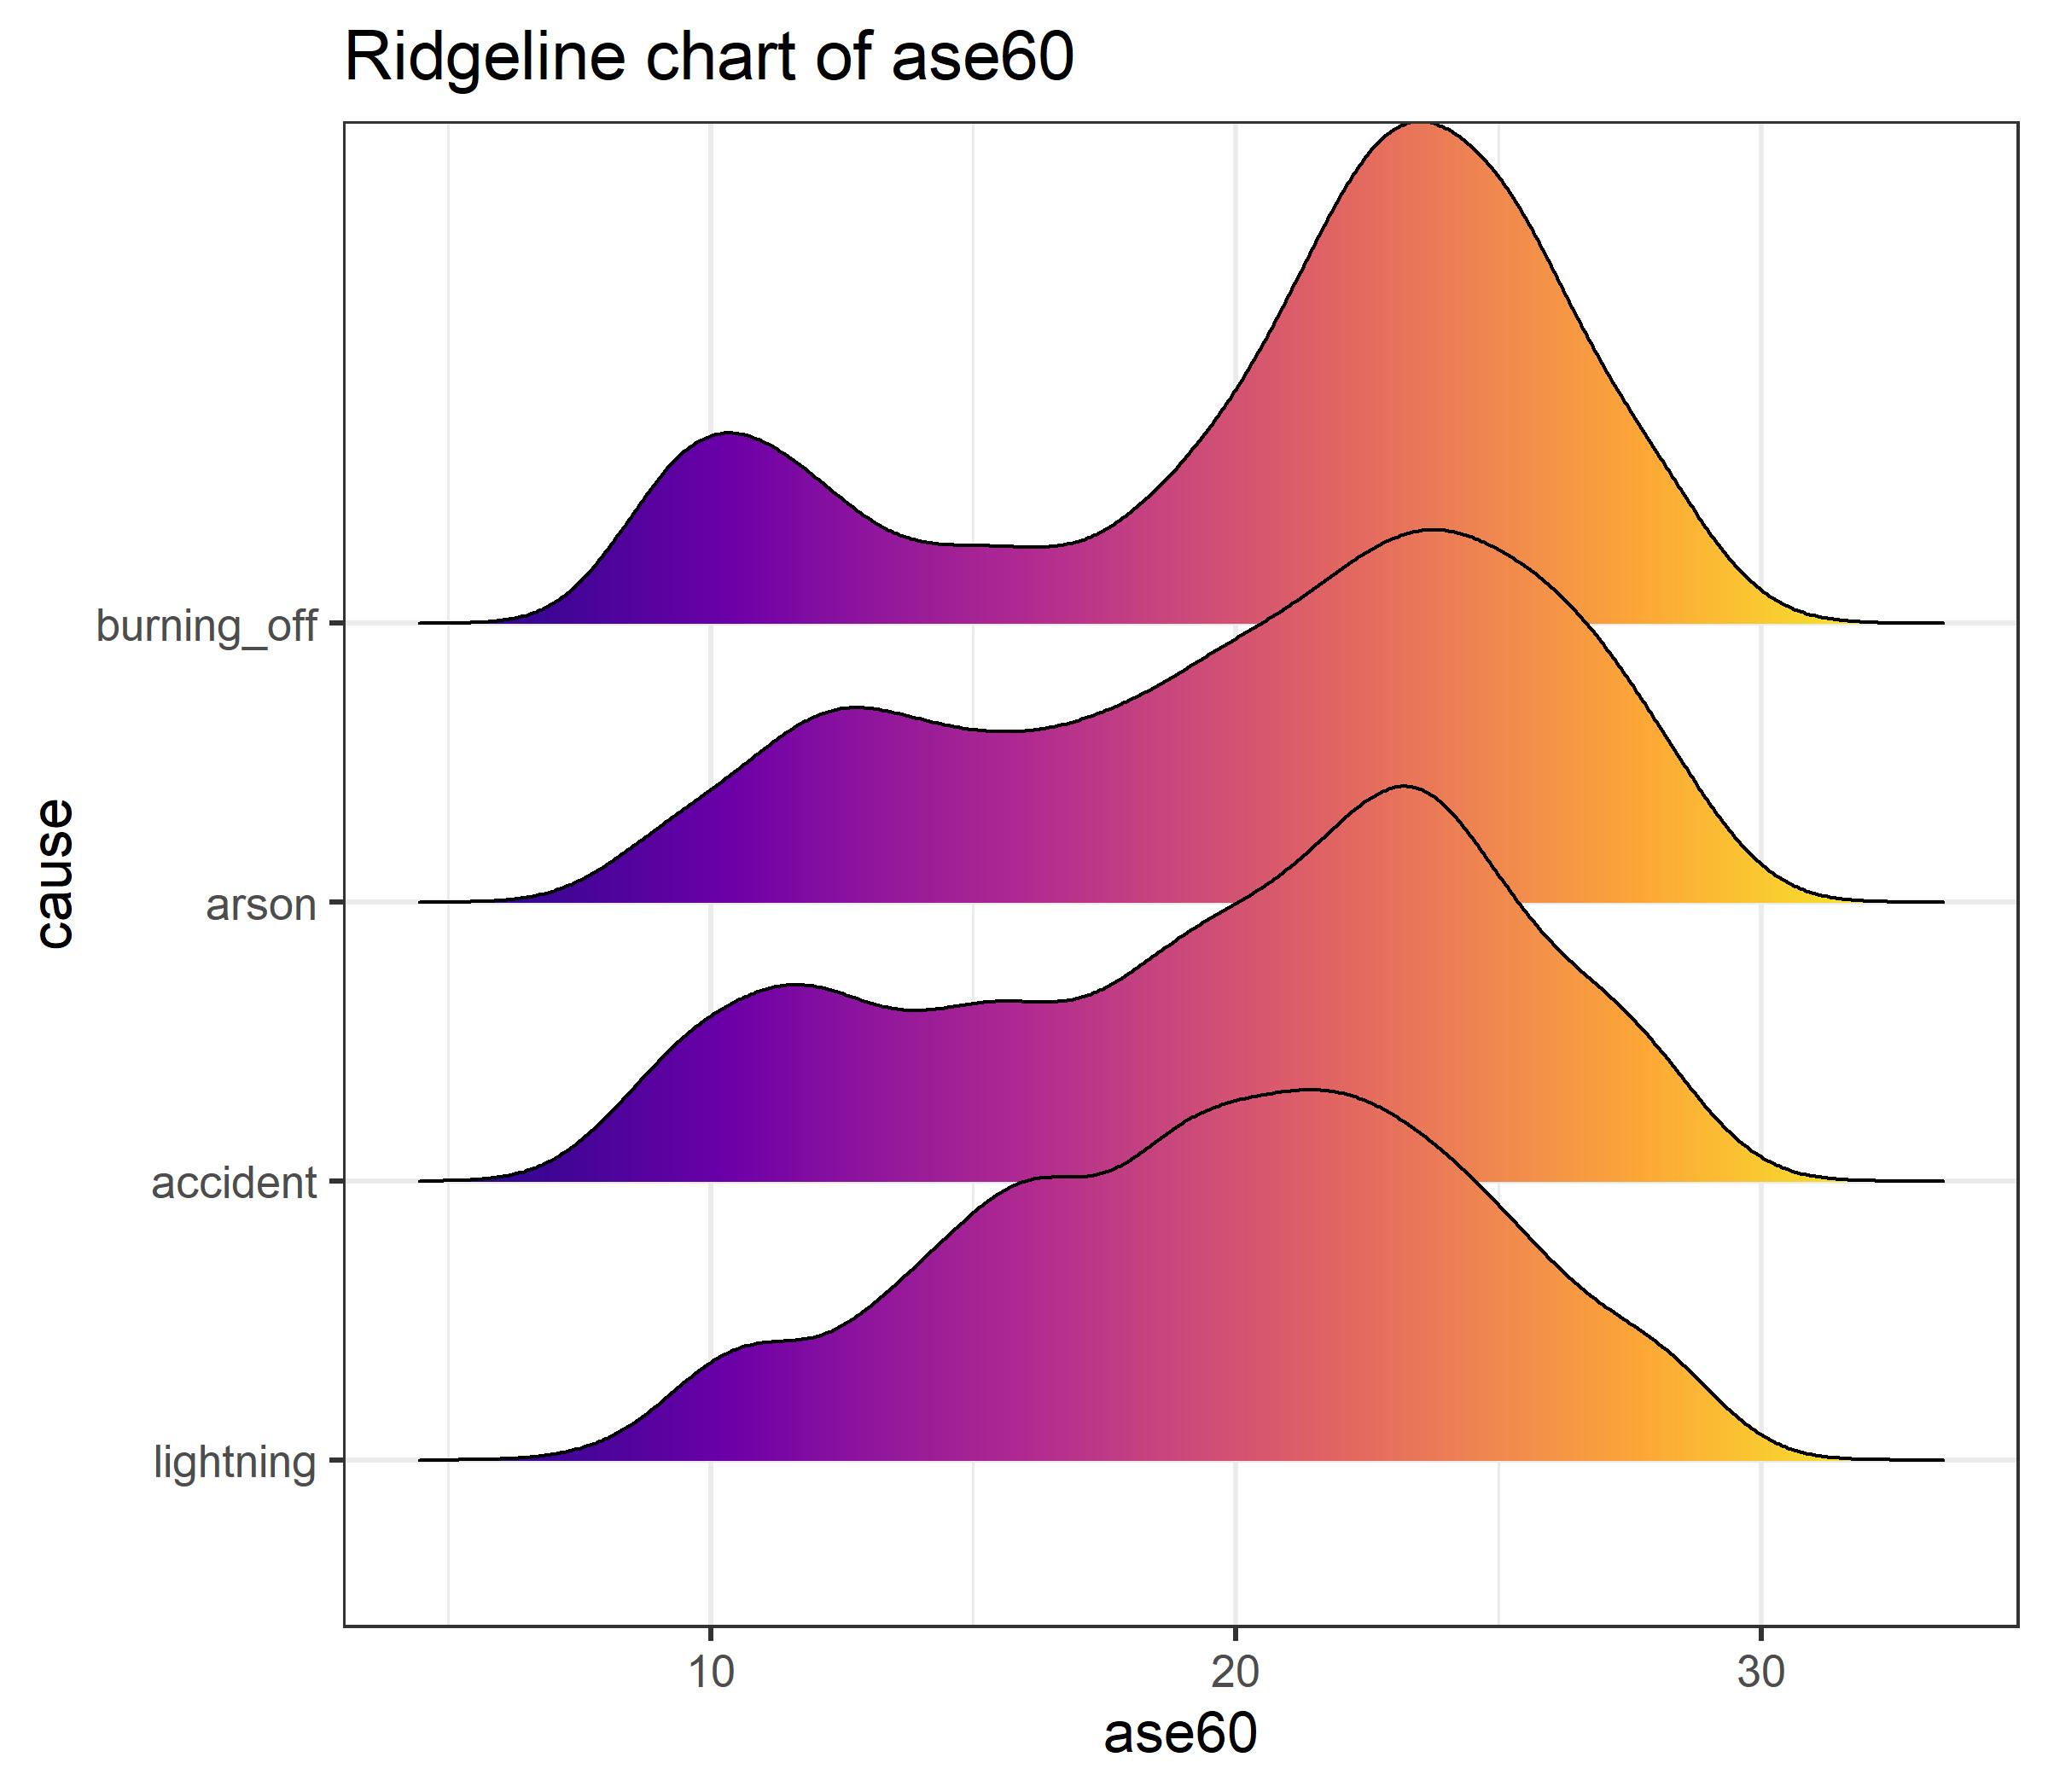 Ridgeline chart of ase60
cause
burning_off
arson
accident
lightning
10
20
30
ase60